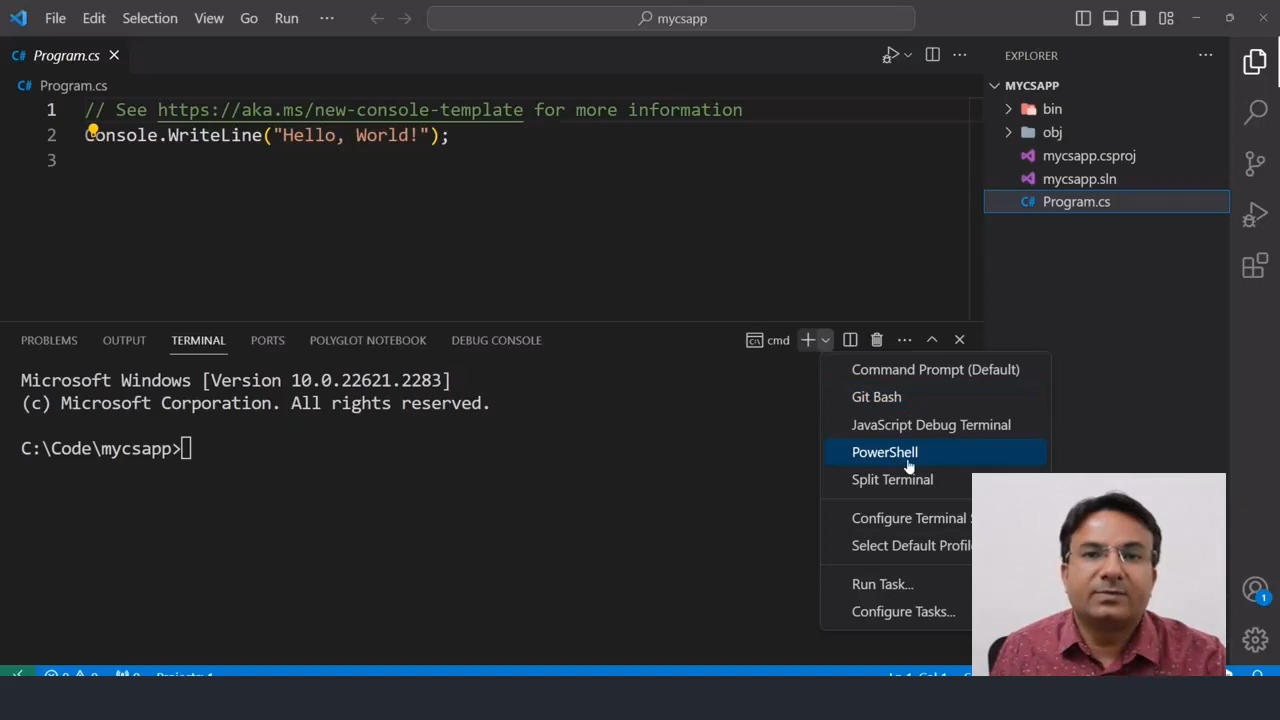 File Edit Selection View Go Run ··· mycsapp
C# Program.cs
C# Program.cs
1 // See https://aka.ms/new-console-template for more information
2 Console.WriteLine("Hello, World!");
3
EXPLORER
MYCSAPP
bin
obj
mycsapp.csproj
mycsapp.sln
C# Program.cs
PROBLEMS OUTPUT TERMINAL PORTS POLYGLOT NOTEBOOK DEBUG CONSOLE cmd
Microsoft Windows [Version 10.0.22621.2283]
(c) Microsoft Corporation. All rights reserved.
C:\Code\mycsapp>
Command Prompt (Default)
Git Bash
JavaScript Debug Terminal
PowerShell
Split Terminal
Configure Terminal
Select Default
Run Task...
Configure Tasks...
1